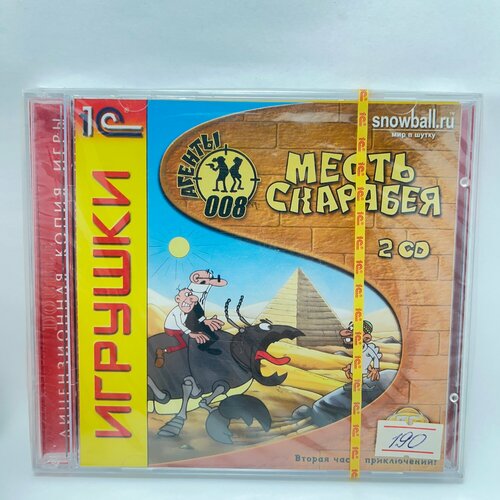 ЛИЦЕНЗИОННАЯ КОПИЯ ИГРЫ
1С
ИГРУШКИ
АГЕНТЫ
008
МЕСТЬ
СКАРАБЕЯ
2 CD
snowball.ru
мир в шутку
190
Вторая часть приключений!